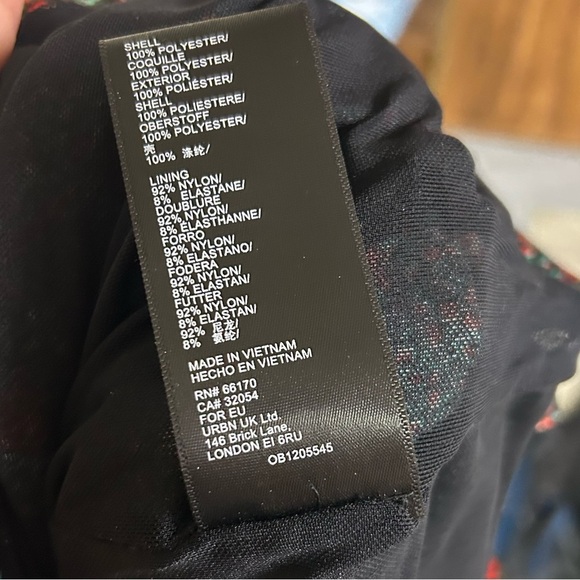 SHELL
100% POLYESTER/
COQUILLE
100% POLYESTER/
EXTERIOR
100% POLIÉSTER/
SHELL
100% POLIESTERE/
OBERSTOFF
100% POLYESTER/
壳
100% 涤纶/
LINING
92% NYLON/
8% ELASTANE/
DOUBLURE
92% NYLON/
8% ÉLASTHANNE/
FORRO
92% NYLON/
8% ELASTANO/
FODERA
92% NYLON/
8% ELASTAN/
FUTTER
92% NYLON/
8% ELASTAN/
92% 尼龙/
8% 氨纶/
MADE IN VIETNAM
HECHO EN VIETNAM
RN# 66170
CA# 32054
FOR EU
URBN UK Ltd.
146 Brick Lane,
LONDON EI 6RU
OB1205545